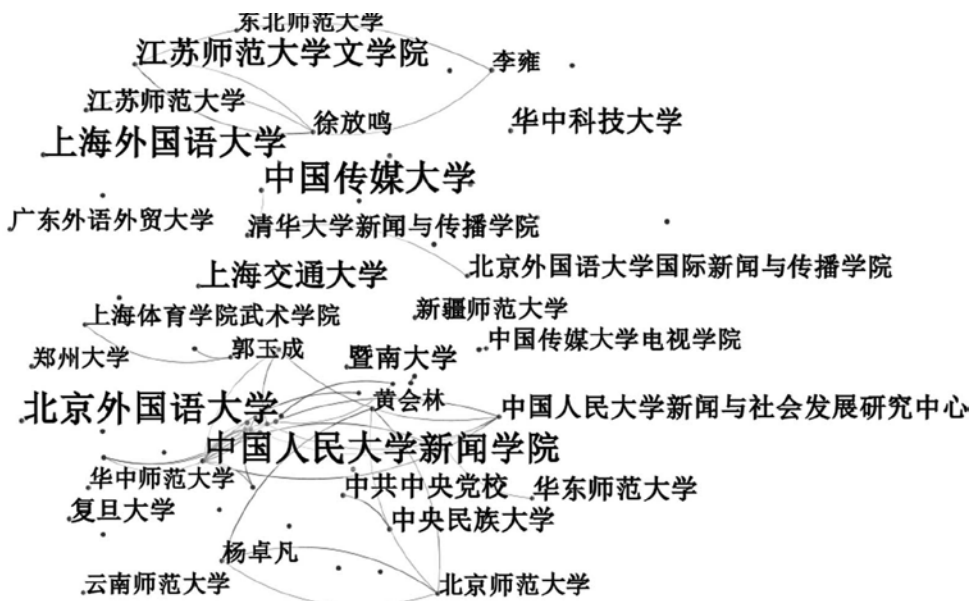 东北师范大学
江苏师范大学文学院
李雍
江苏师范大学
徐放鸣
华中科技大学
上海外国语大学
中国传媒大学
广东外语外贸大学
清华大学新闻与传播学院
北京外国语大学国际新闻与传播学院
上海交通大学
新疆师范大学
上海体育学院武术学院
中国传媒大学电视学院
郭玉成
郑州大学
暨南大学
黄会林
北京外国语大学
中国人民大学新闻与社会发展研究中心
中国人民大学新闻学院
华中师范大学
中共中央党校
华东师范大学
复旦大学
中央民族大学
杨卓凡
云南师范大学
北京师范大学